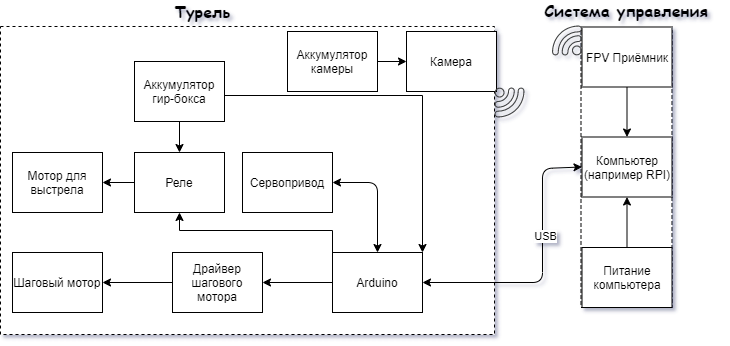 Турель
Система управления
Аккумулятор
камеры
Камера
FPV Приёмник
Аккумулятор
гир-бокса
Мотор для
выстрела
Реле
Сервопривод
Компьютер
(например RPI)
USB
Шаговый мотор
Драйвер
шагового
мотора
Arduino
Питание
компьютера